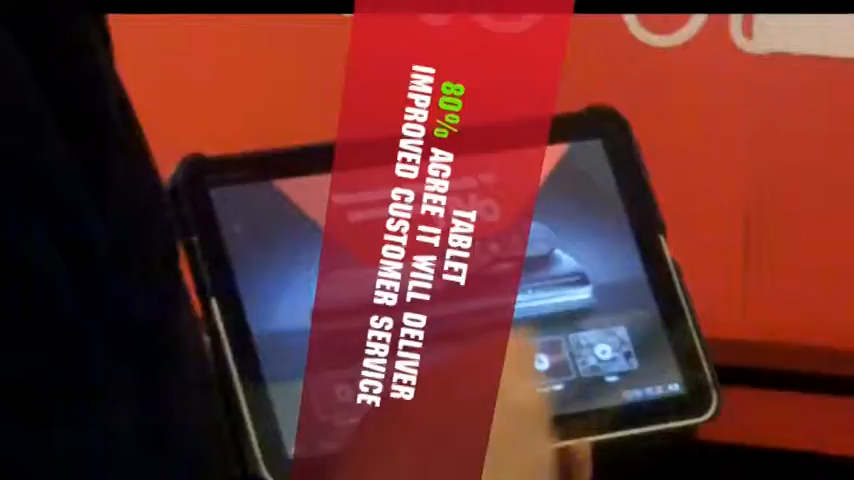 TABLET
80% AGREE IT WILL DELIVER
IMPROVED CUSTOMER SERVICE